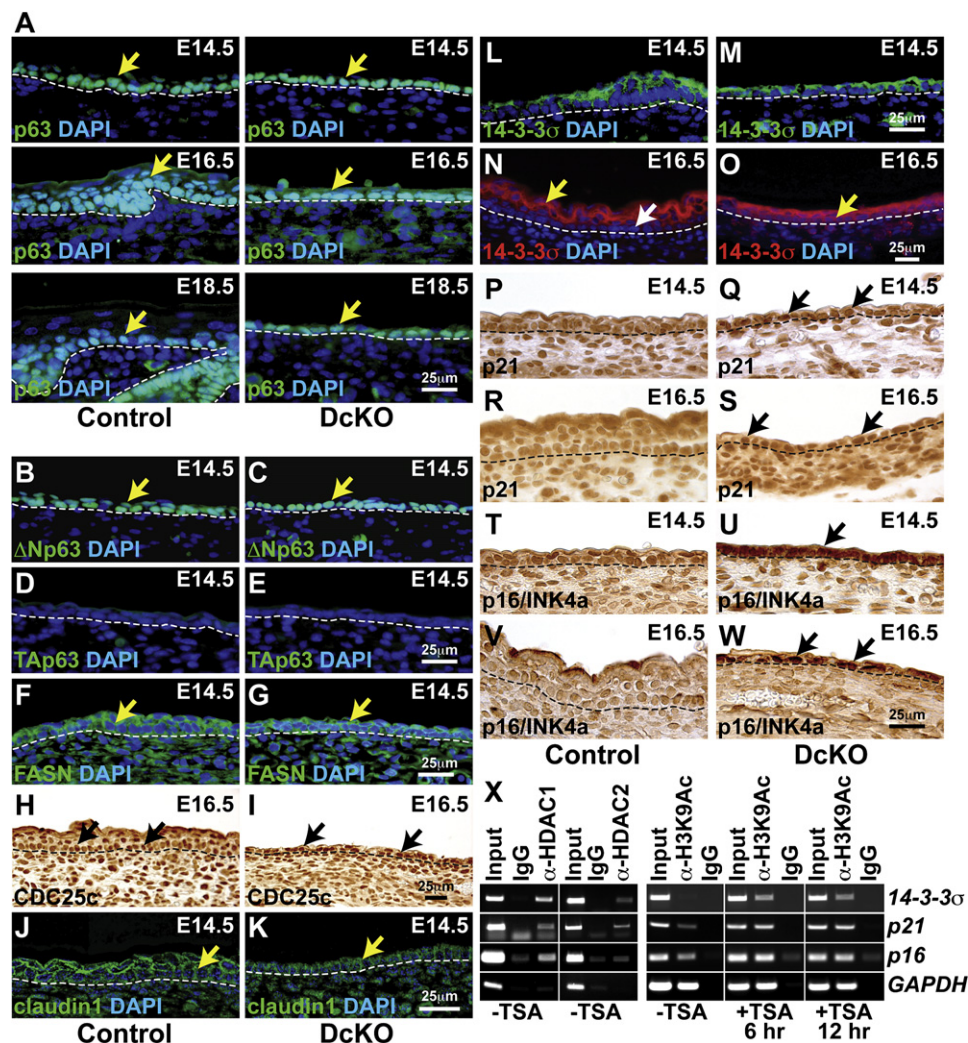 A
E14.5
p63 DAPI
E14.5
p63 DAPI
E16.5
p63 DAPI
E16.5
p63 DAPI
E18.5
p63 DAPI
E18.5
p63 DAPI
25μm
Control
DcKO
B
E14.5
ΔNp63 DAPI
C
E14.5
ΔNp63 DAPI
D
E14.5
TAp63 DAPI
E
E14.5
TAp63 DAPI
25μm
F
E14.5
FASN DAPI
G
E14.5
FASN DAPI
25μm
H
E16.5
CDC25c
I
E16.5
CDC25c
25μm
J
E14.5
claudin1 DAPI
K
E14.5
claudin1 DAPI
25μm
Control
DcKO
L
E14.5
14-3-3σ DAPI
M
E14.5
14-3-3σ DAPI
25μm
N
E16.5
14-3-3σ DAPI
O
E16.5
14-3-3σ DAPI
25μm
P
E14.5
p21
Q
E14.5
p21
R
E16.5
p21
S
E16.5
p21
T
E14.5
p16/INK4a
U
E14.5
p16/INK4a
V
E16.5
p16/INK4a
W
E16.5
p16/INK4a
25μm
Control
DcKO
X
Input
IgG
α-HDAC1
Input
IgG
α-HDAC2
Input
α-H3K9Ac
IgG
Input
α-H3K9Ac
IgG
Input
α-H3K9Ac
IgG
14-3-3σ
p21
p16
GAPDH
-TSA
-TSA
-TSA
+TSA
6 hr
+TSA
12 hr